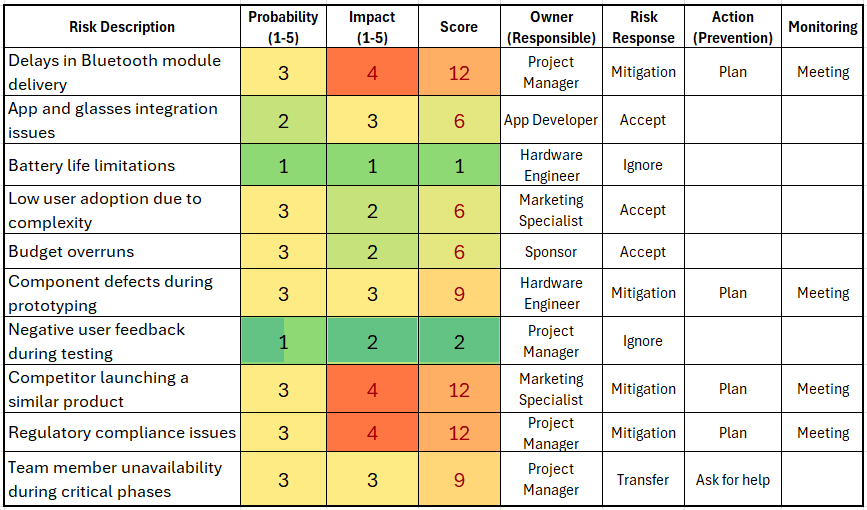 Risk Description | Probability (1-5) | Impact (1-5) | Score | Owner (Responsible) | Risk Response | Action (Prevention) | Monitoring
Delays in Bluetooth module delivery | 3 | 4 | 12 | Project Manager | Mitigation | Plan | Meeting
App and glasses integration issues | 2 | 3 | 6 | App Developer | Accept
Battery life limitations | 1 | 1 | 1 | Hardware Engineer | Ignore
Low user adoption due to complexity | 3 | 2 | 6 | Marketing Specialist | Accept
Budget overruns | 3 | 2 | 6 | Sponsor | Accept
Component defects during prototyping | 3 | 3 | 9 | Hardware Engineer | Mitigation | Plan | Meeting
Negative user feedback during testing | 1 | 2 | 2 | Project Manager | Ignore
Competitor launching a similar product | 3 | 4 | 12 | Marketing Specialist | Mitigation | Plan | Meeting
Regulatory compliance issues | 3 | 4 | 12 | Project Manager | Mitigation | Plan | Meeting
Team member unavailability during critical phases | 3 | 3 | 9 | Project Manager | Transfer | Ask for help